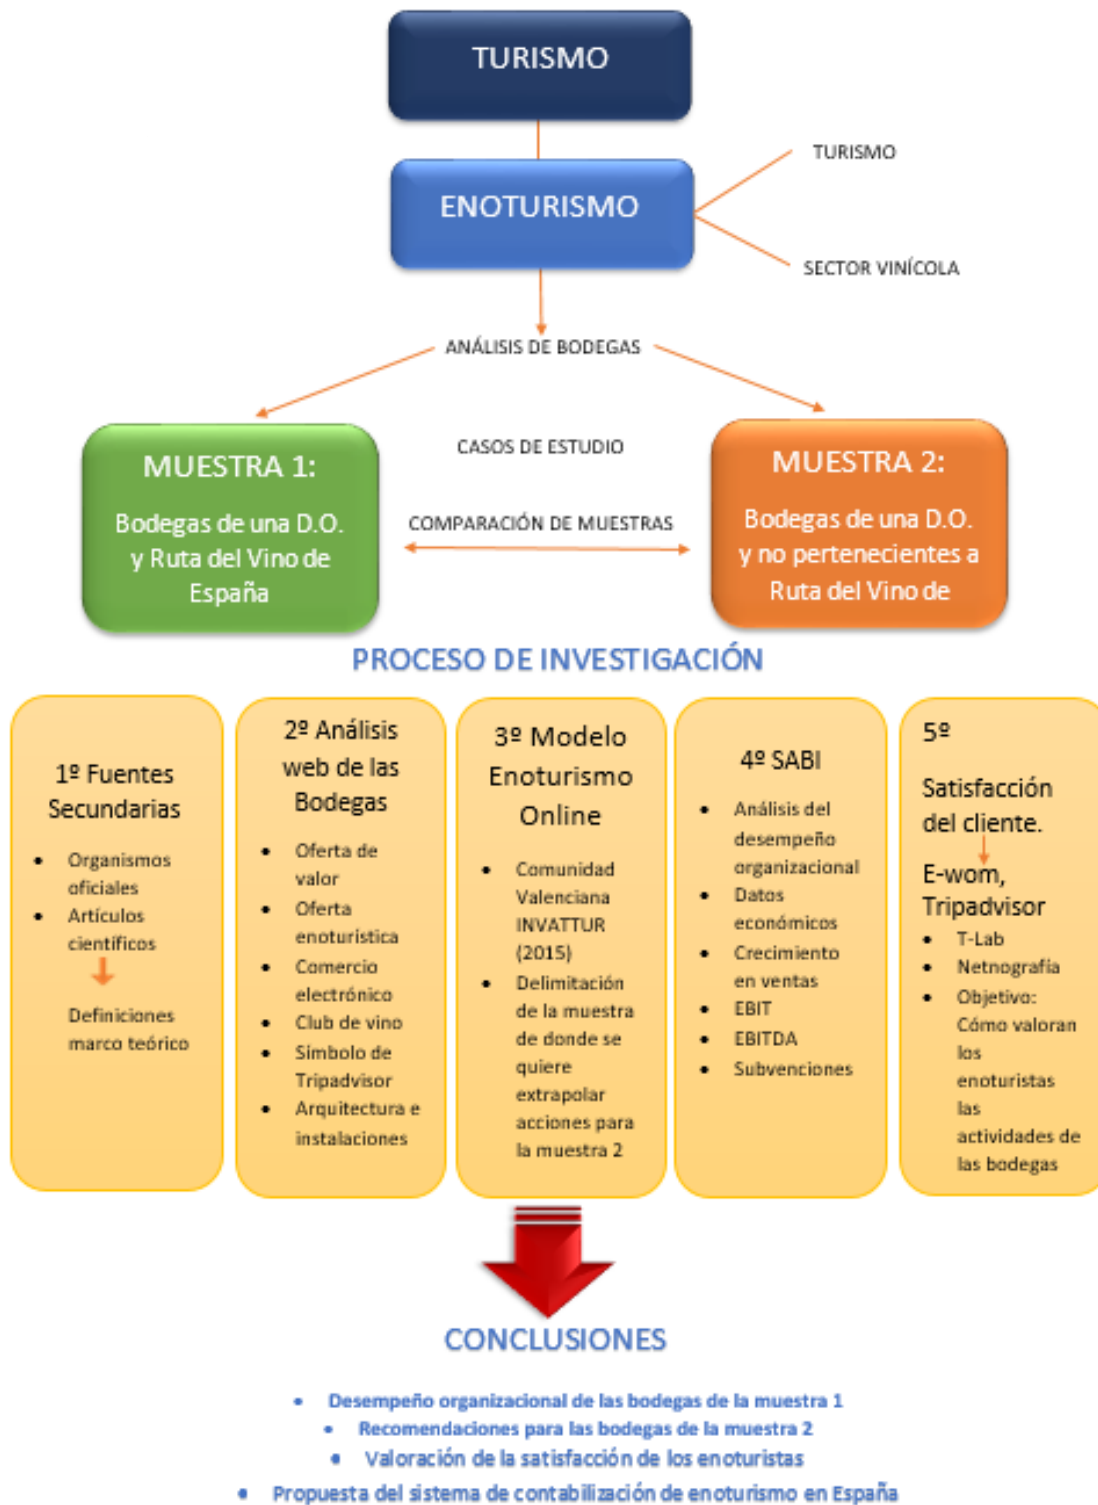 TURISMO
ENOTURISMO
TURISMO
SECTOR VINÍCOLA
ANÁLISIS DE BODEGAS
MUESTRA 1:
Bodegas de una D.O.
y Ruta del Vino de
España
CASOS DE ESTUDIO
COMPARACIÓN DE MUESTRAS
MUESTRA 2:
Bodegas de una D.O.
y no pertenecientes a
Ruta del Vino de
PROCESO DE INVESTIGACIÓN
1º Fuentes
Secundarias
• Organismos
oficiales
• Artículos
científicos
Definiciones
marco teórico
2º Análisis
web de las
Bodegas
• Oferta de
valor
• Oferta
enoturística
• Comercio
electrónico
• Club de vino
• Símbolo de
Tripadvisor
• Arquitectura e
instalaciones
3º Modelo
Enoturismo
Online
• Comunidad
Valenciana
INVATTUR
(2015)
• Delimitación
de la muestra
de donde se
quiere
extrapolar
acciones para
la muestra 2
4º SABI
• Análisis del
desempeño
organizacional
• Datos
económicos
• Crecimiento
en ventas
• EBIT
• EBITDA
• Subvenciones
5º
Satisfacción
del cliente.
E-wom,
Tripadvisor
• T-Lab
• Netnografía
• Objetivo:
Cómo valoran
los
enoturistas
las
actividades de
las bodegas
CONCLUSIONES
• Desempeño organizacional de las bodegas de la muestra 1
• Recomendaciones para las bodegas de la muestra 2
• Valoración de la satisfacción de los enoturistas
• Propuesta del sistema de contabilización de enoturismo en España